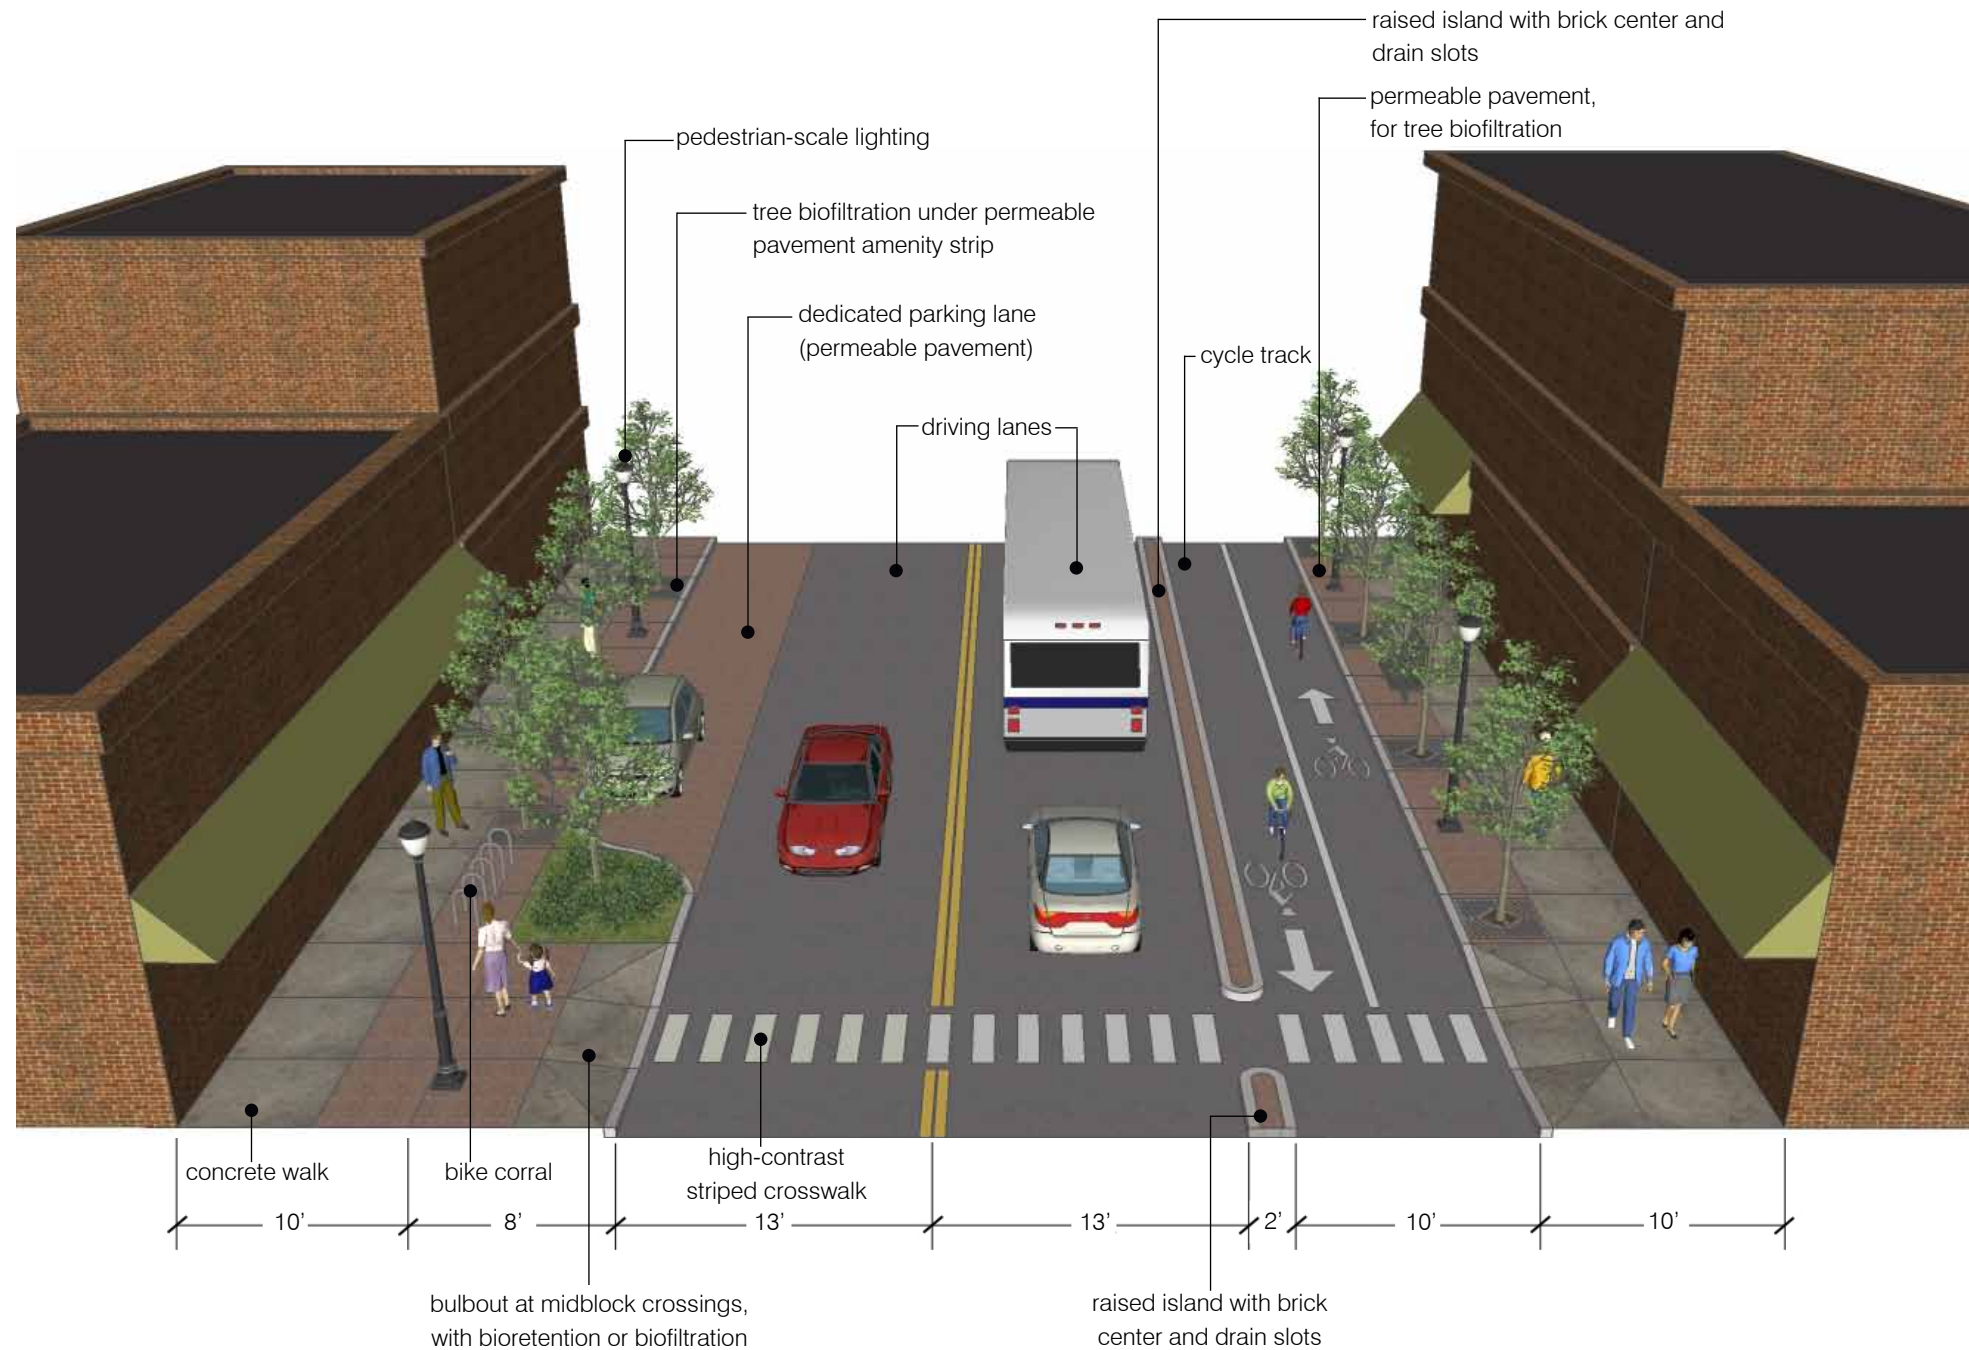 raised island with brick center and
drain slots
permeable pavement,
for tree biofiltration
pedestrian-scale lighting
tree biofiltration under permeable
pavement amenity strip
dedicated parking lane
(permeable pavement)
cycle track
driving lanes
concrete walk
bike corral
high-contrast
striped crosswalk
10’
8’
13’
13’
2’
10’
10’
bulbout at midblock crossings,
with bioretention or biofiltration
raised island with brick
center and drain slots